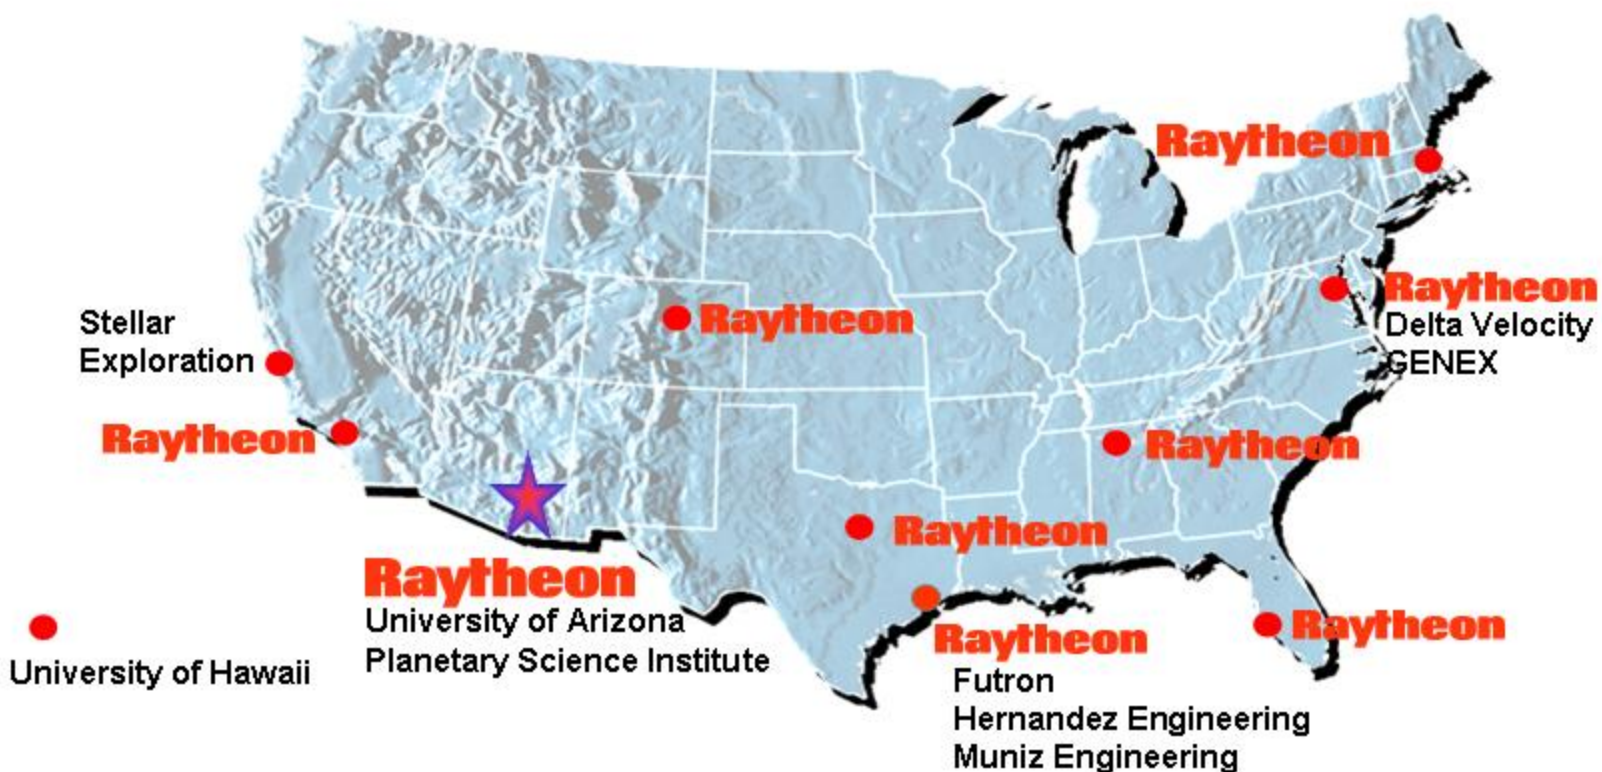 Raytheon
Raytheon
Delta Velocity
GENEX
Stellar
Exploration
Raytheon
Raytheon
Raytheon
Raytheon
Raytheon
University of Arizona
Planetary Science Institute
Raytheon
Futron
Hernandez Engineering
Muniz Engineering
Raytheon
University of Hawaii